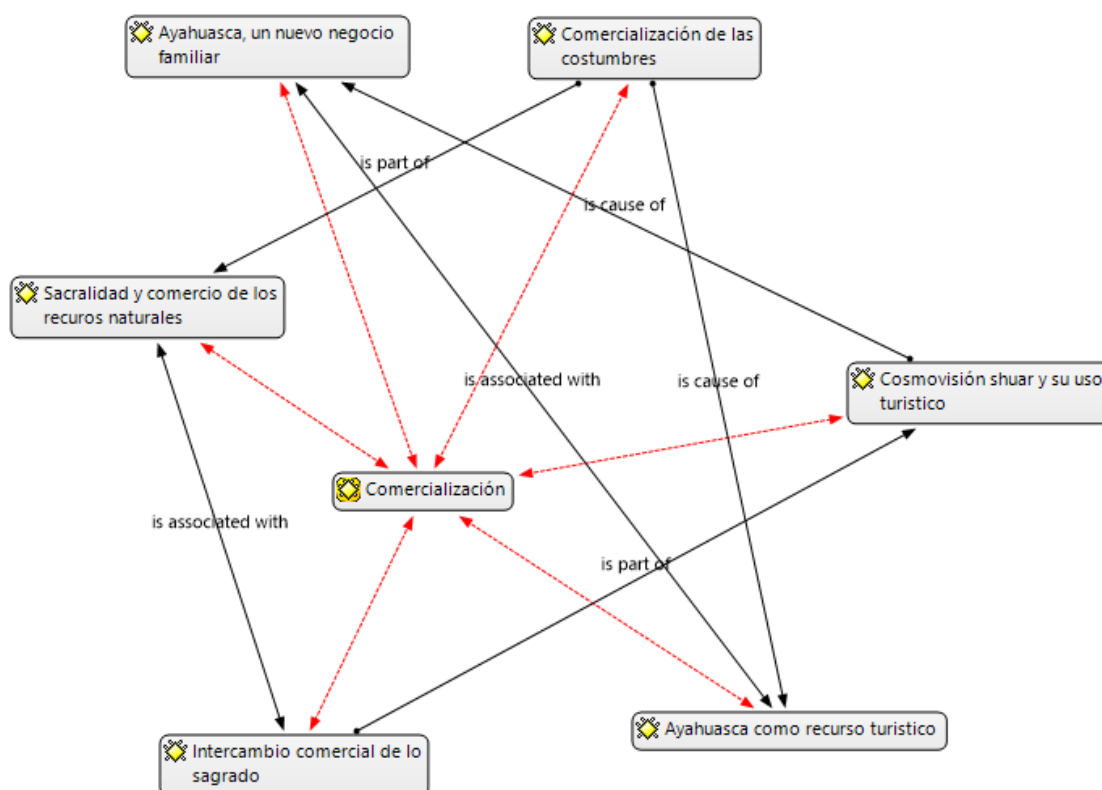 Ayahuasca, un nuevo negocio
familiar
Comercialización de las
costumbres
is part of
is cause of
Sacralidad y comercio de los
recuros naturales
is associated with
is cause of
Cosmovisión shuar y su uso
turistico
Comercialización
is associated with
is part of
Ayahuasca como recurso turistico
Intercambio comercial de lo
sagrado